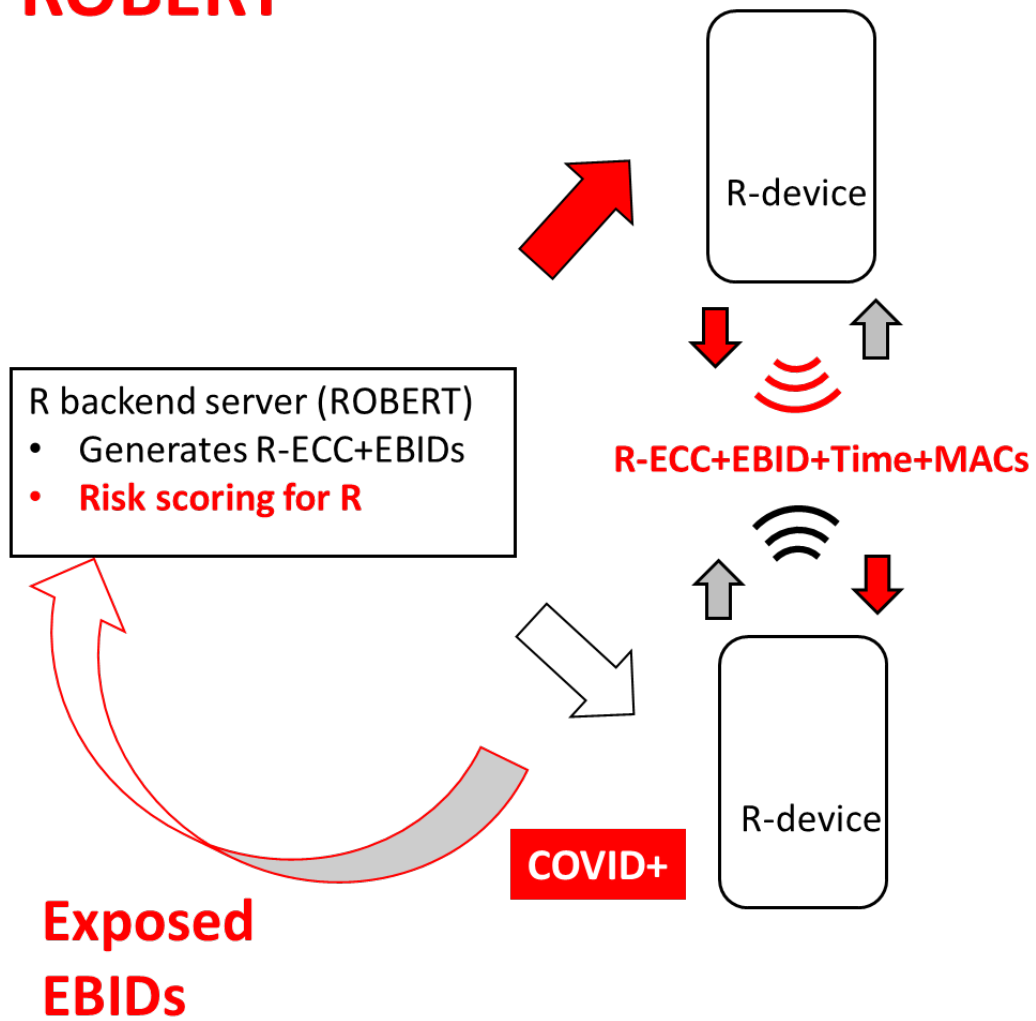 ROBERT
R-device
R backend server (ROBERT)
• Generates R-ECC+EBIDs
• Risk scoring for R
R-ECC+EBID+Time+MACs
R-device
COVID+
Exposed
EBIDs